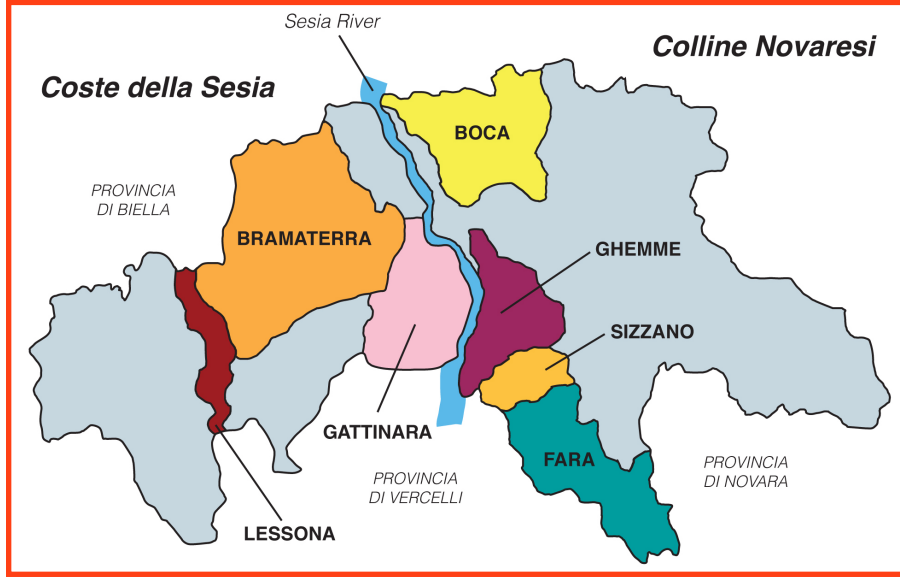 Sesia River
Colline Novaresi
Coste della Sesia
BOCA
PROVINCIA
DI BIELLA
BRAMATERRA
GHEMME
SIZZANO
GATTINARA
FARA
PROVINCIA
DI NOVARA
PROVINCIA
DI VERCELLI
LESSONA